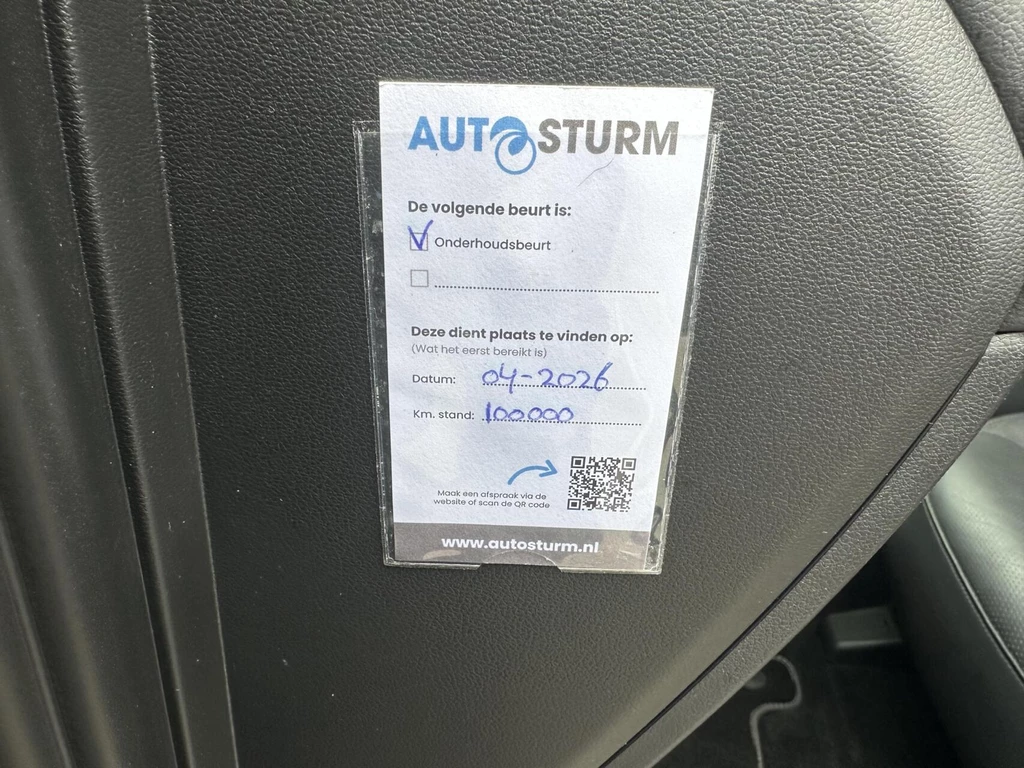 AUTOSTURM
De volgende beurt is:
Onderhoudsbeurt
Deze dient plaats te vinden op:
(Wat het eerst bereikt is)
Datum: 04-2026
Km. stand: 100000
Maak een afspraak via de
website of scan de QR code
www.autosturm.nl